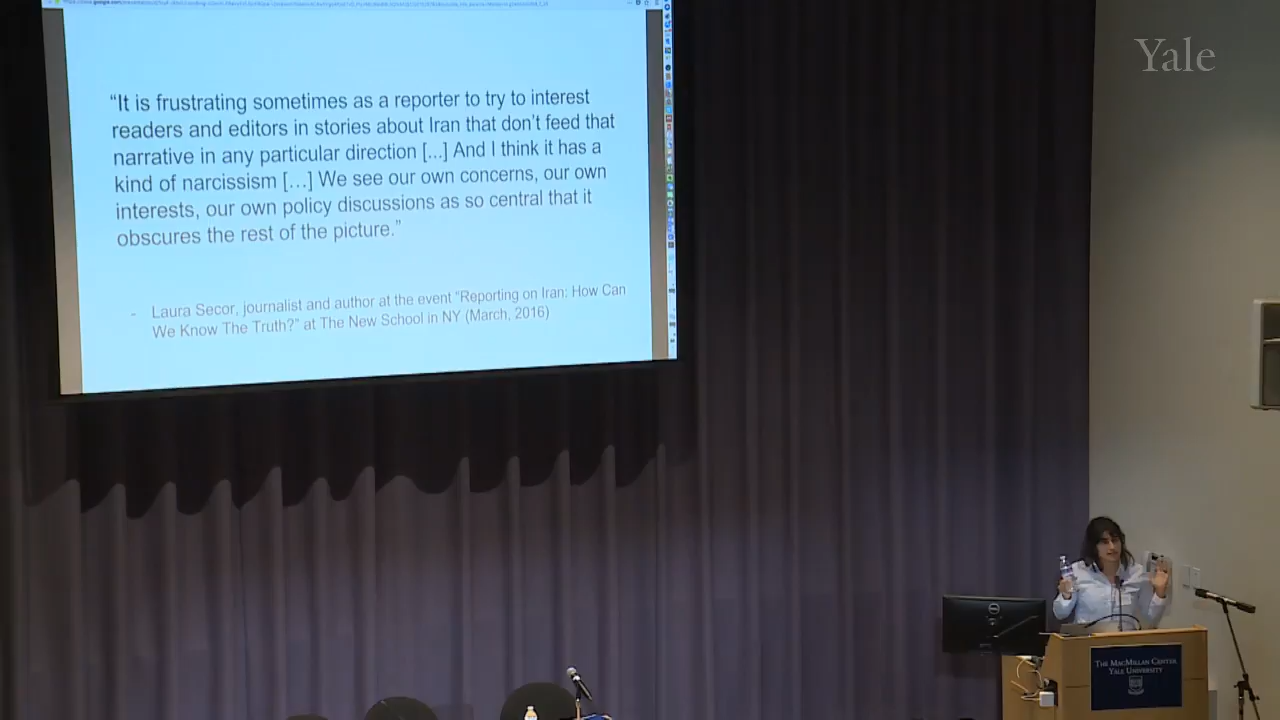 Yale
“It is frustrating sometimes as a reporter to try to interest
readers and editors in stories about Iran that don't feed that
narrative in any particular direction [...] And I think it has a
kind of narcissism [...] We see our own concerns, our own
interests, our own policy discussions as so central that it
obscures the rest of the picture.”
- Laura Secor, journalist and author at the event “Reporting on Iran: How Can
We Know The Truth?” at The New School in NY (March, 2016)
DELL
THE MACMILLAN CENTER
YALE UNIVERSITY